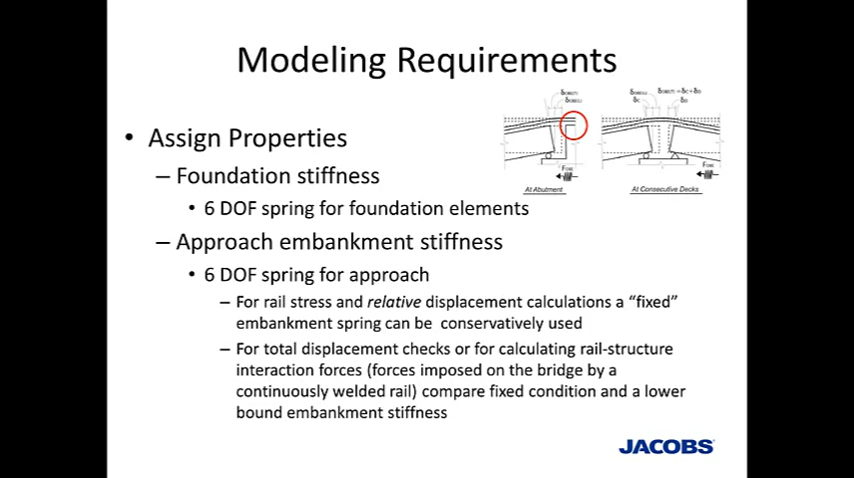 Modeling Requirements
• Assign Properties
– Foundation stiffness
• 6 DOF spring for foundation elements
– Approach embankment stiffness
• 6 DOF spring for approach
– For rail stress and relative displacement calculations a “fixed”
embankment spring can be conservatively used
– For total displacement checks or for calculating rail-structure
interaction forces (forces imposed on the bridge by a
continuously welded rail) compare fixed condition and a lower
bound embankment stiffness
At Abutment
At Consecutive Decks
JACOBS